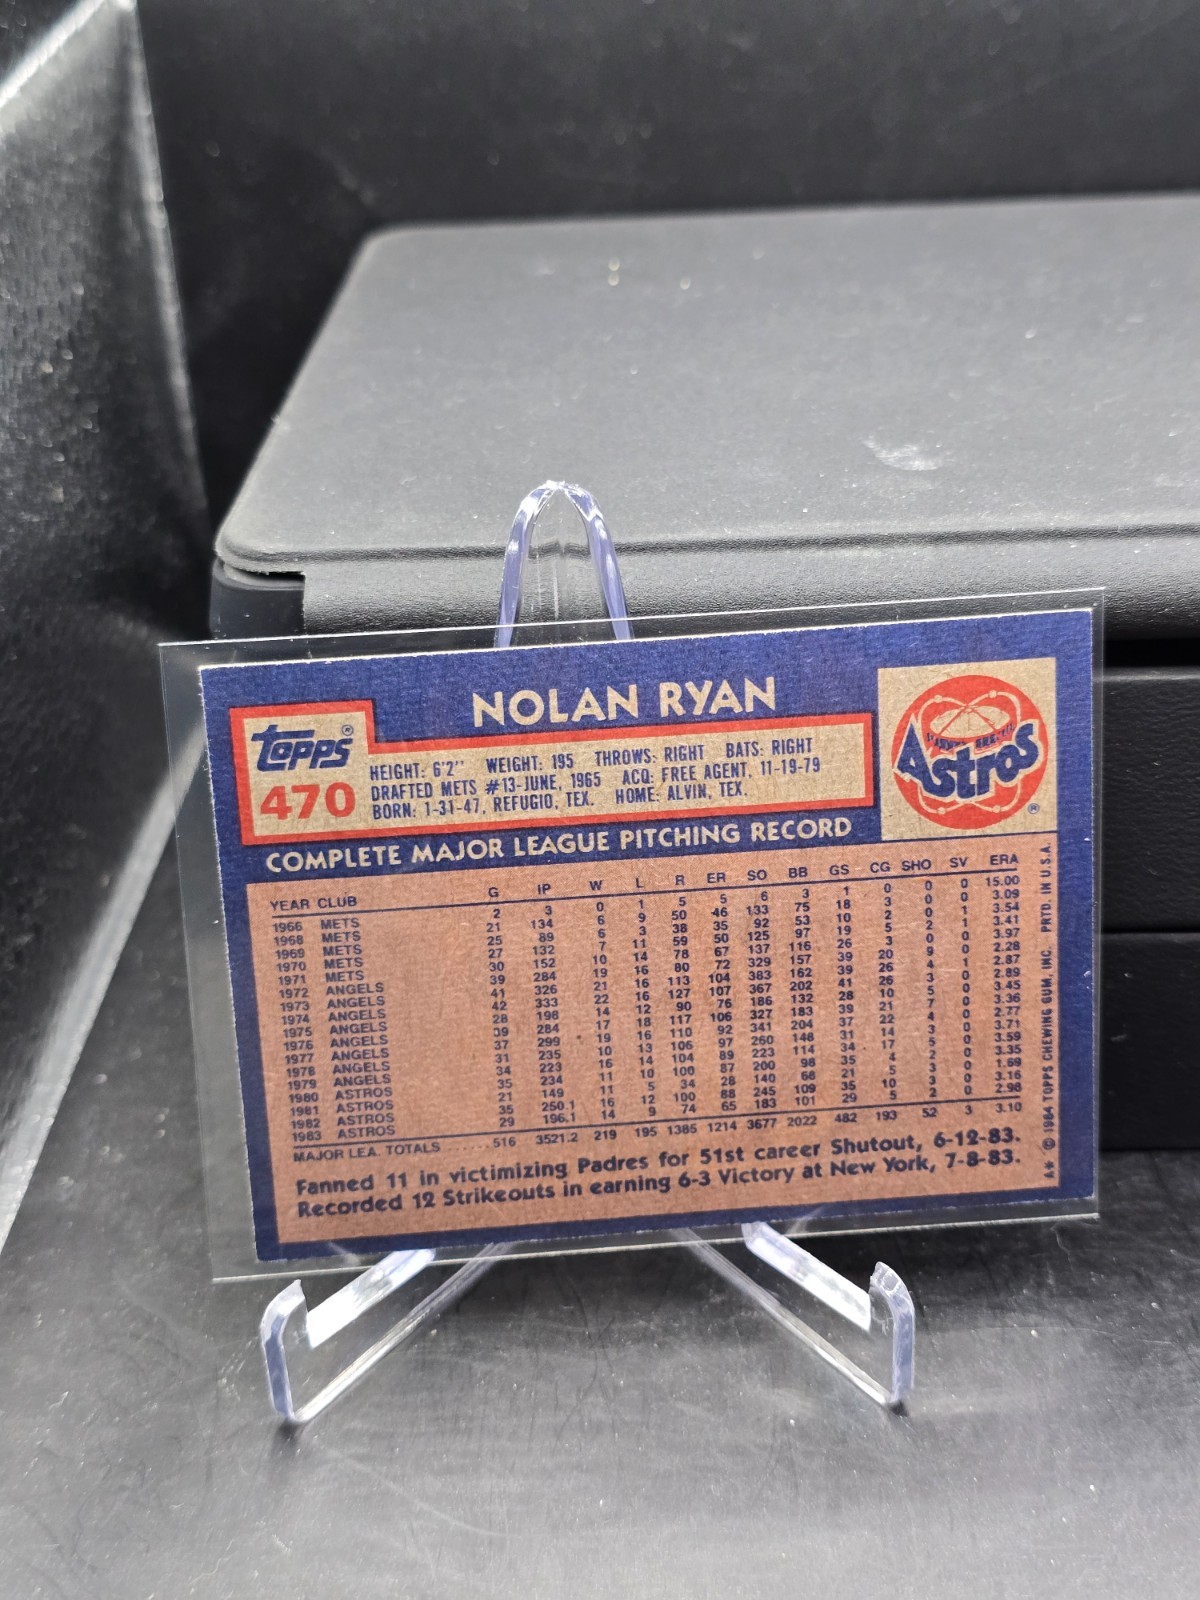 NOLAN RYAN
Topps®
470
HEIGHT: 6'2'' WEIGHT: 195 THROWS: RIGHT BATS: RIGHT
DRAFTED METS #13-JUNE, 1965 ACQ: FREE AGENT, 11-19-79
BORN: 1-31-47, REFUGIO, TEX. HOME: ALVIN, TEX.
Astros®
COMPLETE MAJOR LEAGUE PITCHING RECORD
YEAR CLUB G IP W L R ER SO BB GS CG SHO SV ERA
1966 METS 2 3 0 1 5 5 6 3 1 0 0 0 15.00
1968 METS 21 134 6 9 50 46 133 75 18 3 0 0 3.09
1969 METS 25 89 6 3 38 35 92 53 10 2 0 1 3.54
1970 METS 27 132 7 11 59 50 125 97 19 5 2 1 3.41
1971 METS 30 152 10 14 78 67 137 116 26 3 0 0 3.97
1972 ANGELS 39 284 19 16 80 72 329 157 39 20 9 0 2.28
1973 ANGELS 41 326 21 16 113 104 383 162 39 26 4 1 2.87
1974 ANGELS 42 333 22 16 127 107 367 202 41 26 3 0 2.89
1975 ANGELS 28 198 14 12 90 76 186 132 28 10 5 0 3.45
1976 ANGELS 39 284 17 18 117 106 327 183 39 21 7 0 3.36
1977 ANGELS 37 299 19 16 110 92 341 204 37 22 4 0 2.77
1978 ANGELS 31 235 10 13 106 97 260 148 31 14 3 0 3.71
1979 ANGELS 34 223 16 14 104 89 223 114 34 17 5 0 3.59
1980 ASTROS 35 234 11 10 100 87 200 98 35 4 2 0 3.35
1981 ASTROS 21 149 11 5 34 28 140 68 21 5 3 0 1.69
1982 ASTROS 35 250.1 16 12 100 88 245 109 35 10 3 0 3.16
1983 ASTROS 29 196.1 14 9 74 65 183 101 29 5 2 0 2.98
MAJOR LEA. TOTALS ...... 516 3521.2 219 195 1385 1214 3677 2022 482 193 52 3 3.10
Fanned 11 in victimizing Padres for 51st career Shutout, 6-12-83.
Recorded 12 Strikeouts in earning 6-3 Victory at New York, 7-8-83.
A* © 1984 TOPPS CHEWING GUM, INC. PRTD. IN U.S.A.